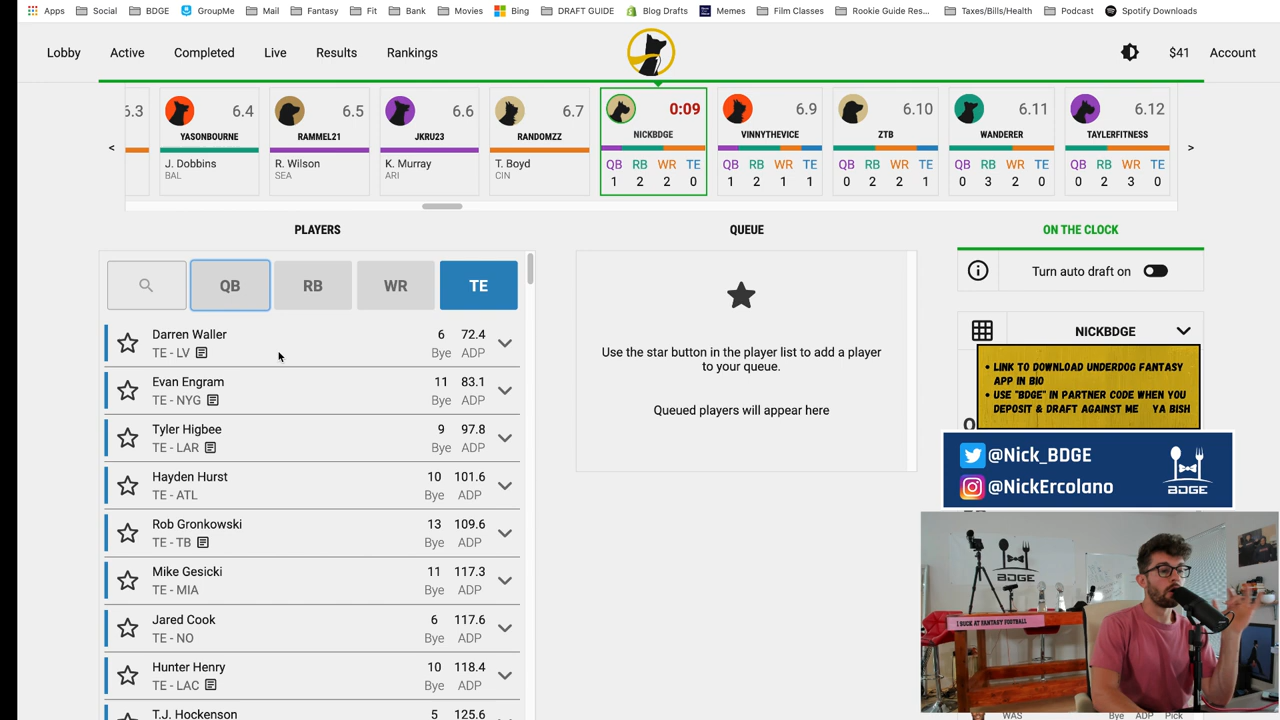 Apps Social BDGE GroupMe Mail Fantasy Fit Bank Movies Bing DRAFT GUIDE Blog Drafts Memes Film Classes Rookie Guide Res... Taxes/Bills/Health Podcast Spotify Downloads
Lobby Active Completed Live Results Rankings $41 Account
6.3 6.4 6.5 6.6 6.7 0:09 6.9 6.10 6.11 6.12
YASONBOURNE RAMMEL21 JKRU23 RANDOMZZ NICKBDGE VINNYTHEVICE ZTB WANDERER TAYLERFITNESS
J. Dobbins R. Wilson K. Murray T. Boyd QB RB WR TE QB RB WR TE QB RB WR TE QB RB WR TE QB RB WR TE
BAL SEA ARI CIN 1 2 2 0 1 2 1 1 0 2 2 1 0 3 2 0 0 2 3 0
< >
PLAYERS QUEUE ON THE CLOCK
QB RB WR TE
Turn auto draft on
Darren Waller 6 72.4
TE - LV Bye ADP
Evan Engram 11 83.1
TE - NYG Bye ADP
Tyler Higbee 9 97.8
TE - LAR Bye ADP
Hayden Hurst 10 101.6
TE - ATL Bye ADP
Rob Gronkowski 13 109.6
TE - TB Bye ADP
Mike Gesicki 11 117.3
TE - MIA Bye ADP
Jared Cook 6 117.6
TE - NO Bye ADP
Hunter Henry 10 118.4
TE - LAC Bye ADP
T.J. Hockenson 5 125.6
Use the star button in the player list to add a player
to your queue.
Queued players will appear here
NICKBDGE
• LINK TO DOWNLOAD UNDERDOG FANTASY
APP IN BIO
• USE "BDGE" IN PARTNER CODE WHEN YOU
DEPOSIT & DRAFT AGAINST ME YA BISH
@Nick_BDGE
@NickErcolano
BDGE
BDGE
I SUCK AT FANTASY FOOTBALL
WAS Bye ADP Pick